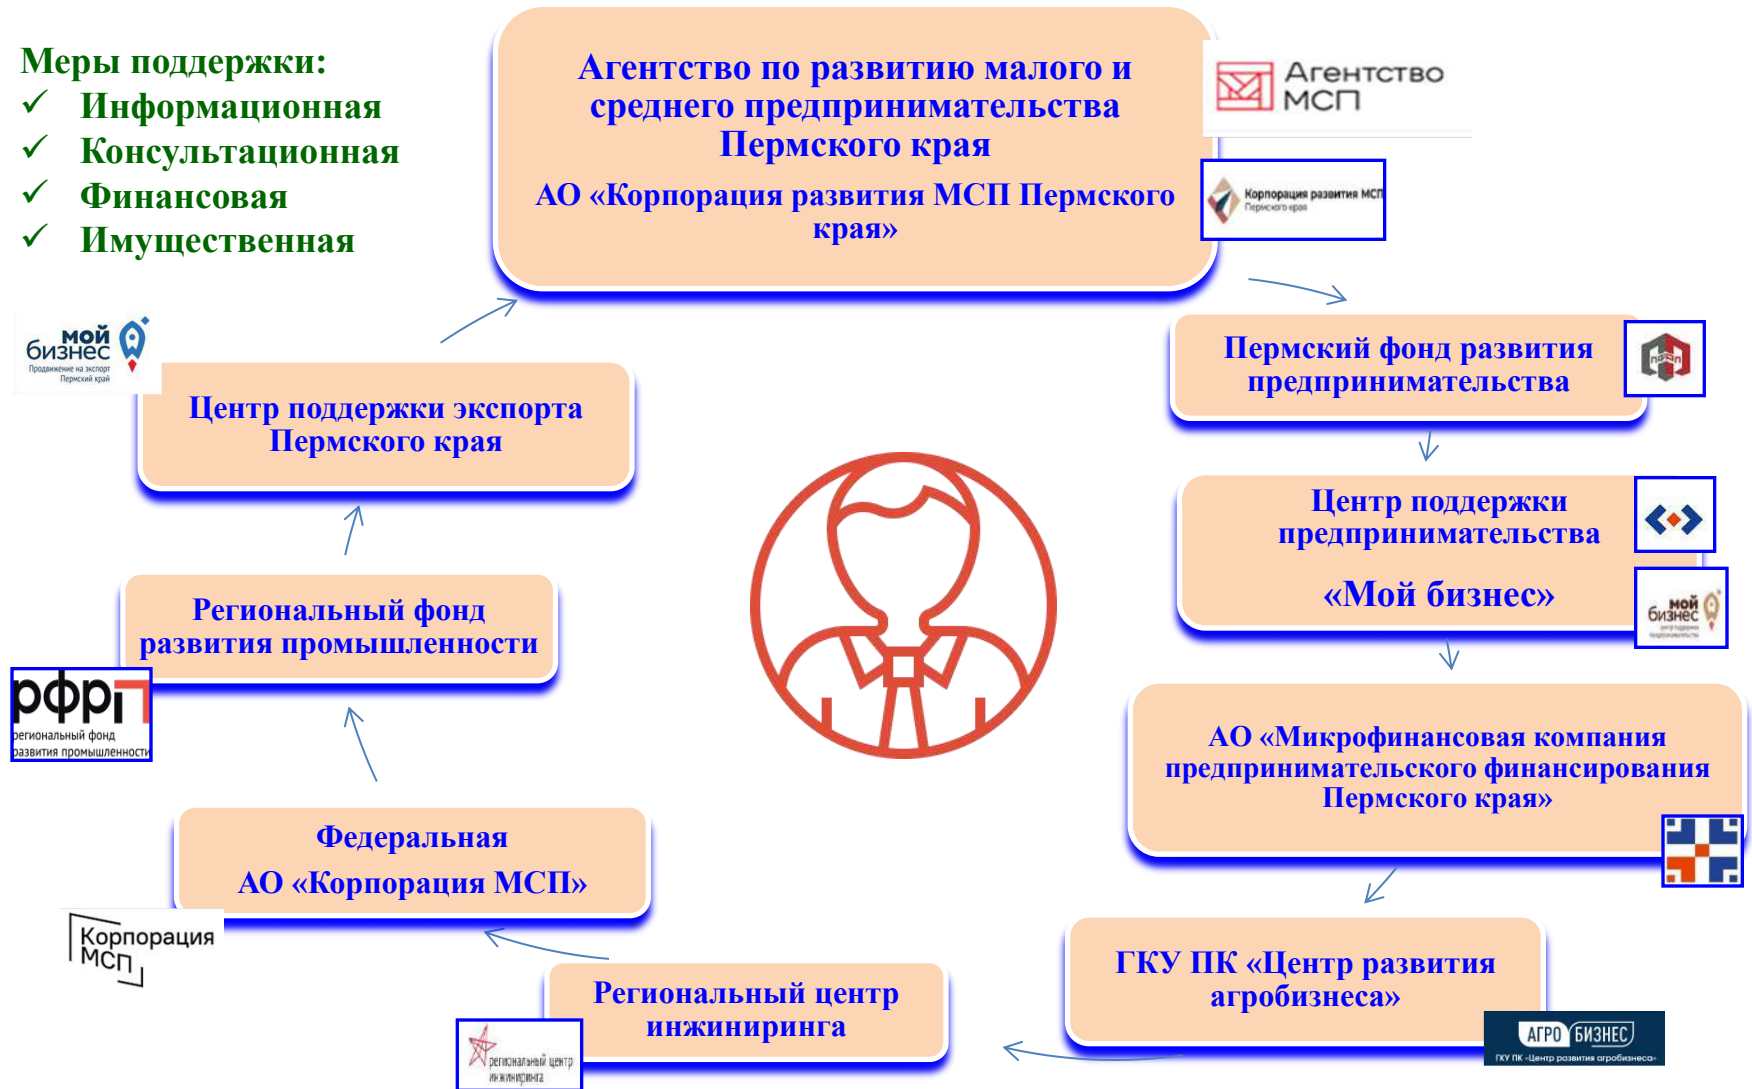 Меры поддержки:
✓ Информационная
✓ Консультационная
✓ Финансовая
✓ Имущественная
Агентство по развитию малого и
среднего предпринимательства
Пермского края
АО «Корпорация развития МСП Пермского
края»
Агентство
МСП
Корпорация развития МСП
Пермского края
Пермский фонд развития
предпринимательства
Центр поддержки
предпринимательства
«Мой бизнес»
мой
бизнес
центр поддержки
предпринимательства
АО «Микрофинансовая компания
предпринимательского финансирования
Пермского края»
ГКУ ПК «Центр развития
агробизнеса»
АГРО БИЗНЕС
ГКУ ПК «Центр развития агробизнеса»
Региональный центр
инжиниринга
региональный центр
инжиниринга
Федеральная
АО «Корпорация МСП»
Корпорация
МСП
Региональный фонд
развития промышленности
рфрп
региональный фонд
развития промышленности
Центр поддержки экспорта
Пермского края
мой
бизнес
Продвижение на экспорт
Пермский край